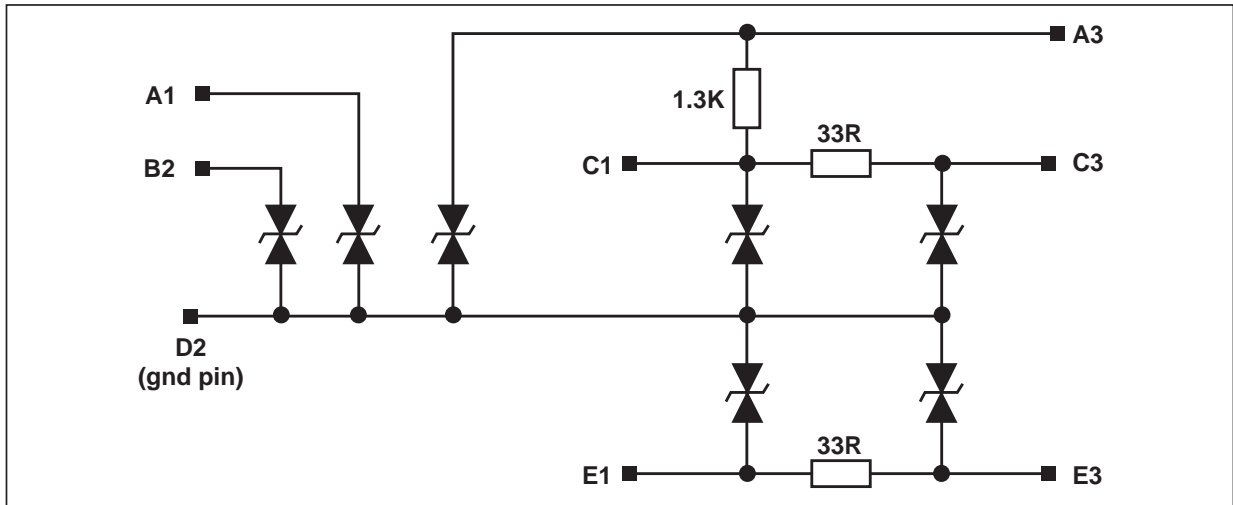 A3
A1
1.3K
33R
B2
C1
C3
D2
(gnd pin)
33R
E1
E3